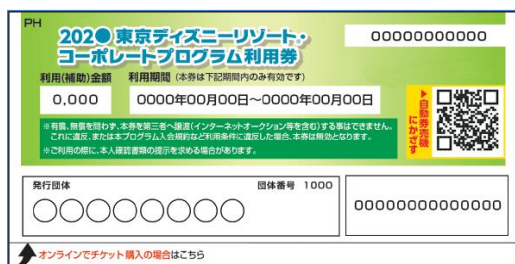 PH
202● 東京ディズニーリゾート・
コーポレートプログラム利用券
00000000000
利用(補助)金額
利用期間 (本券は下記期間内のみ有効です)
0,000
0000年00月00日～0000年00月00日
▶自動券売機にかざす
※有償、無償を問わず、本券を第三者へ譲渡(インターネットオークション等を含む)する事はできません。
これに違反、または本プログラム入会規約など利用条件に違反した場合、本券は無効となります。
※ご利用の際に、本人確認書類の提示を求める場合があります。
発行団体
団体番号 1000
○○○○○○○○
00000000000000
オンラインでチケット購入の場合はこちら